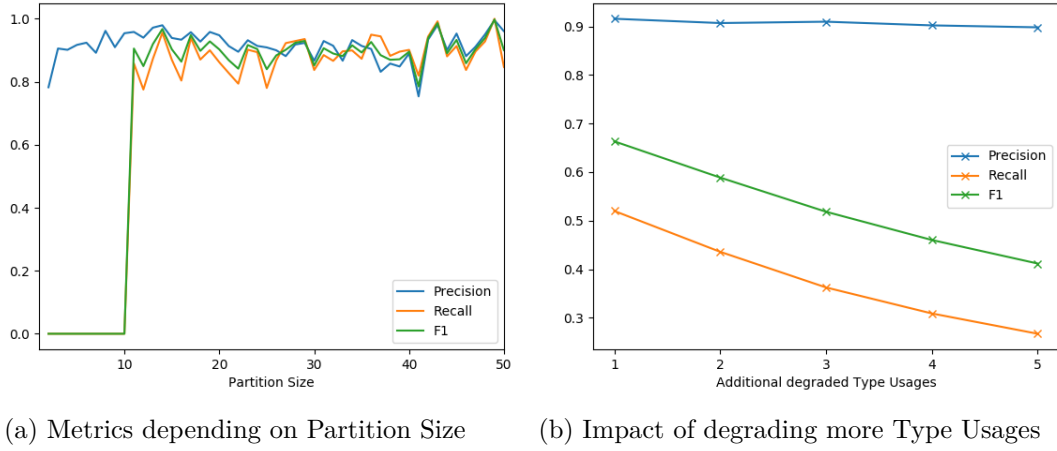 1.0
0.8
0.6
0.4
0.2
0.0
10
20
30
40
50
Partition Size
Precision
Recall
F1
(a) Metrics depending on Partition Size
0.9
0.8
0.7
0.6
0.5
0.4
0.3
1
2
3
4
5
Additional degraded Type Usages
Precision
Recall
F1
(b) Impact of degrading more Type Usages